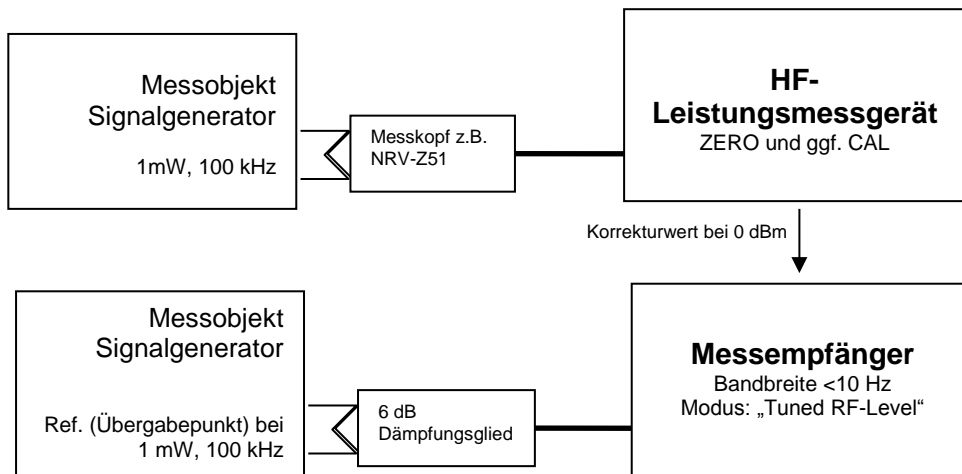 Messobjekt
Signalgenerator
1mW, 100 kHz
Messkopf z.B.
NRV-Z51
HF-
Leistungsmessgerät
ZERO und ggf. CAL
Korrekturwert bei 0 dBm
Messobjekt
Signalgenerator
Ref. (Übergabepunkt) bei
1 mW, 100 kHz
6 dB
Dämpfungsglied
Messempfänger
Bandbreite <10 Hz
Modus: „Tuned RF-Level“